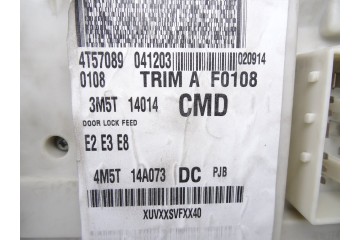 4T57089 041203 020914
0108 TRIM A F0108
3M5T 14014 CMD
DOOR LOCK FEED
E2 E3 E8
4M5T 14A073 DC PJB
XUVXXSVFXX40